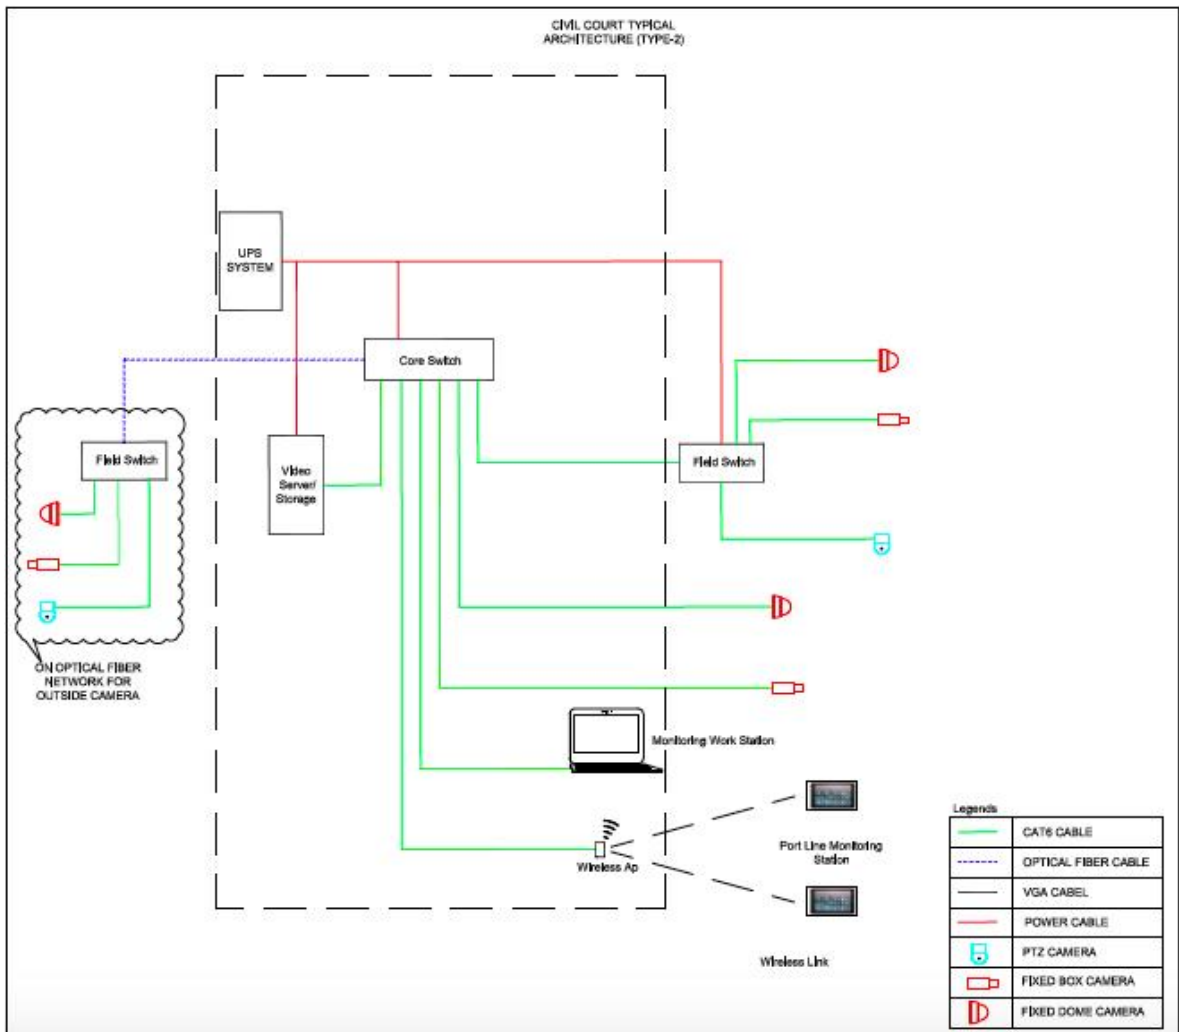 CIVIL COURT TYPICAL
ARCHITECTURE (TYPE-2)
UPS
SYSTEM
Core Switch
Field Switch
Video
Server/
Storage
Field Switch
ON OPTICAL FIBER
NETWORK FOR
OUTSIDE CAMERA
Monitoring Work Station
Port Line Monitoring
Station
Wireless Ap
Wireless Link
Legends
CAT6 CABLE
OPTICAL FIBER CABLE
VGA CABEL
POWER CABLE
PTZ CAMERA
FIXED BOX CAMERA
FIXED DOME CAMERA